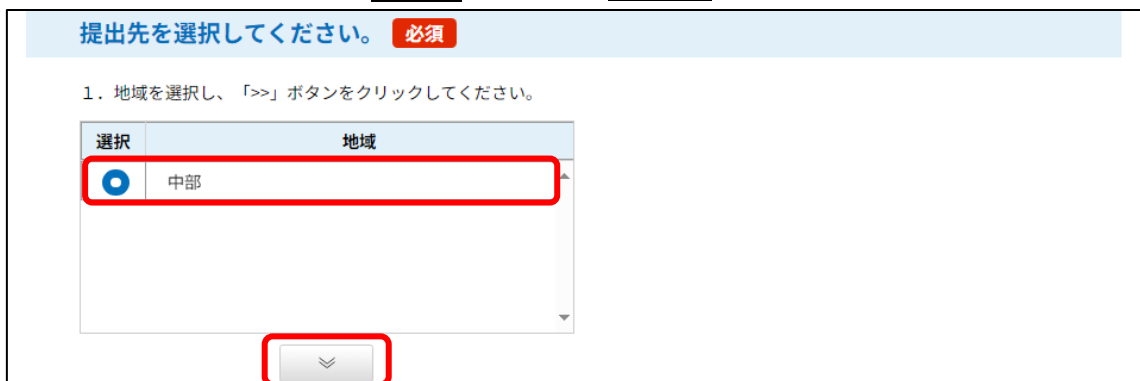 提出先を選択してください。 必須
１．地域を選択し、「>>」ボタンをクリックしてください。
選択 地域
中部